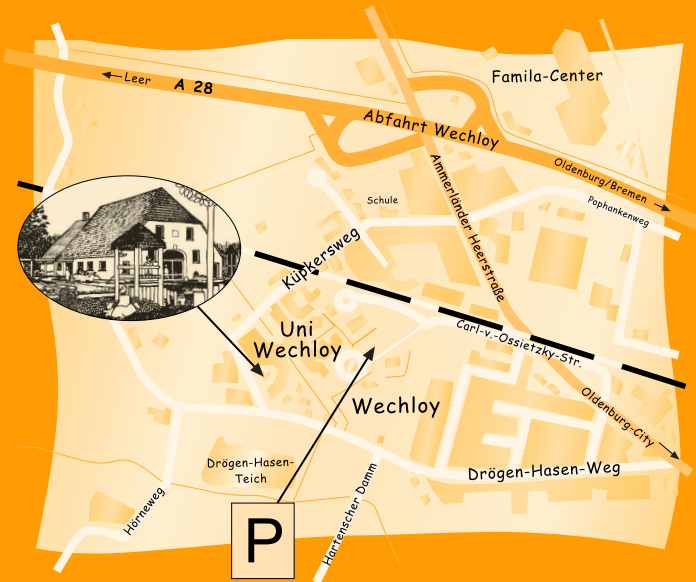 Famila-Center
Leer
A 28
Abfahrt Wechloy
Oldenburg/Bremen
Ammerländer Heerstraße
Schule
Pophankenweg
Küpkersweg
Uni
Wechloy
Carl-v.-Ossietzky-Str.
Wechloy
Oldenburg-City
Drögen-Hasen-
Teich
Drögen-Hasen-Weg
Hörneweg
Hartenscher Damm
P